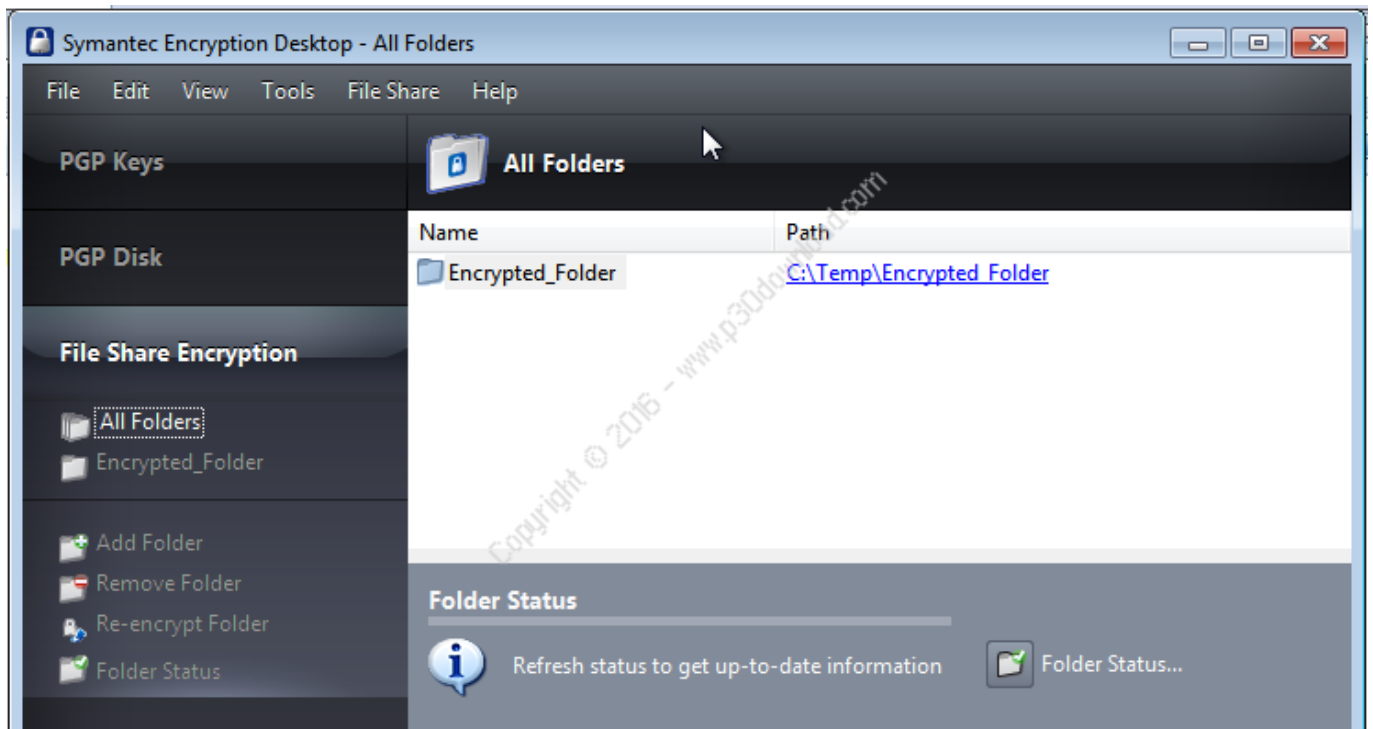 Symantec Encryption Desktop - All Folders
File Edit View Tools File Share Help
PGP Keys
PGP Disk
File Share Encryption
All Folders
Encrypted_Folder
Add Folder
Remove Folder
Re-encrypt Folder
Folder Status
All Folders
Name Path
Encrypted_Folder C:\Temp\Encrypted_Folder
Folder Status
Refresh status to get up-to-date information Folder Status...
Copyright © 2016 - www.p30download.com